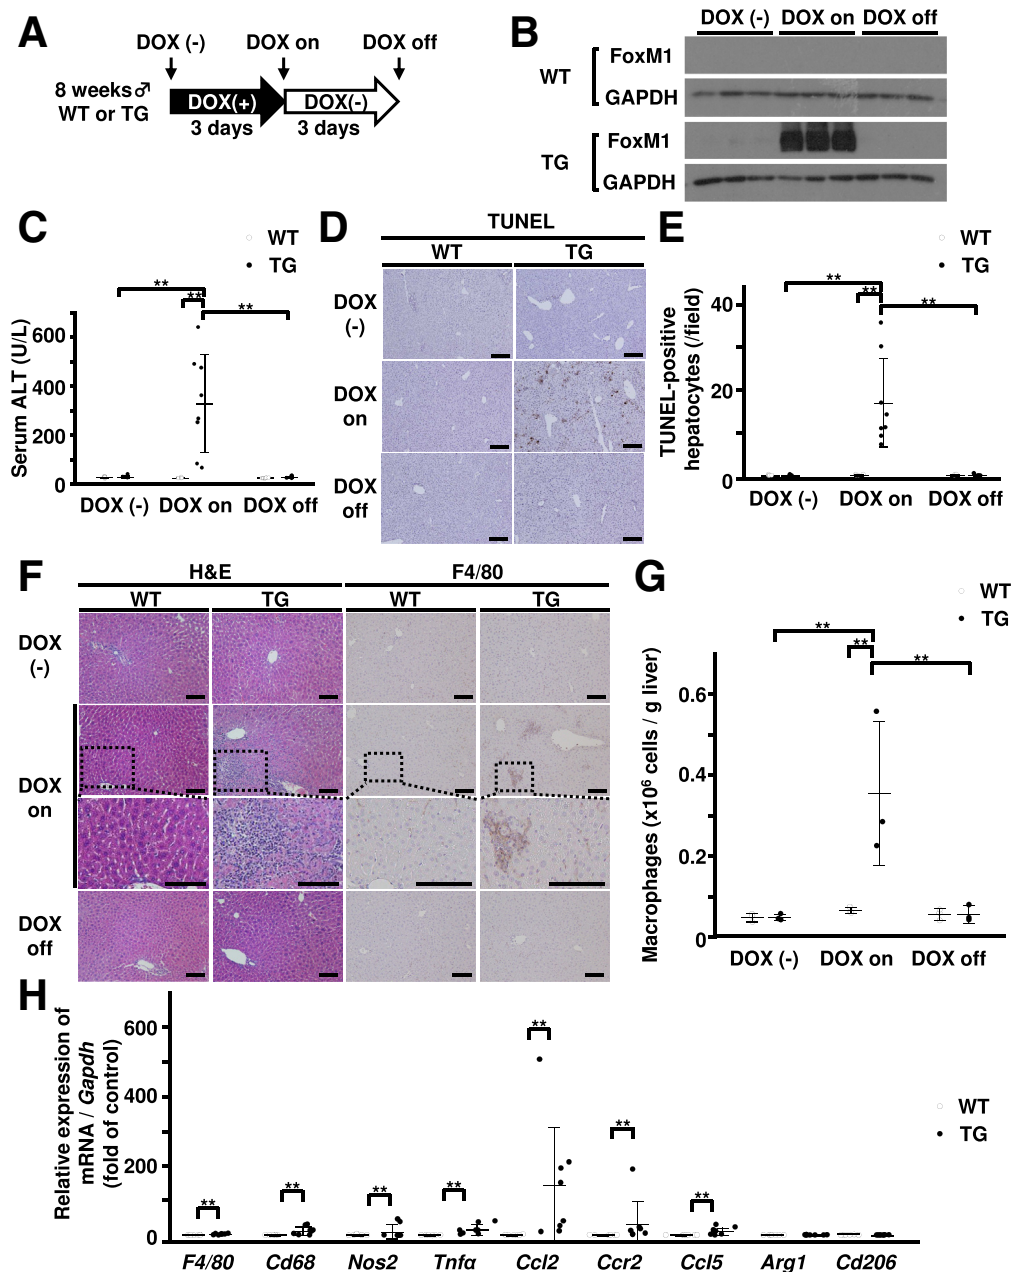 A
DOX (-) DOX on DOX off
8 weeks♂
WT or TG
DOX(+) DOX(-)
3 days 3 days
B
DOX (-) DOX on DOX off
WT
FoxM1
GAPDH
TG
FoxM1
GAPDH
C
WT
TG
**
**
**
Serum ALT (U/L)
600
400
200
0
DOX (-) DOX on DOX off
D
TUNEL
WT TG
DOX
(-)
DOX
on
DOX
off
E
WT
TG
**
**
**
TUNEL-positive
hepatocytes (/field)
40
20
0
DOX (-) DOX on DOX off
F
H&E F4/80
WT TG WT TG
DOX
(-)
DOX
on
DOX
off
G
WT
TG
**
**
**
Macrophages (x10⁶ cells / g liver)
0.6
0.4
0.2
0
DOX (-) DOX on DOX off
H
Relative expression of
mRNA / Gapdh
(fold of control)
600
400
200
0
** ** ** ** ** ** **
WT
TG
F4/80 Cd68 Nos2 Tnfα Ccl2 Ccr2 Ccl5 Arg1 Cd206